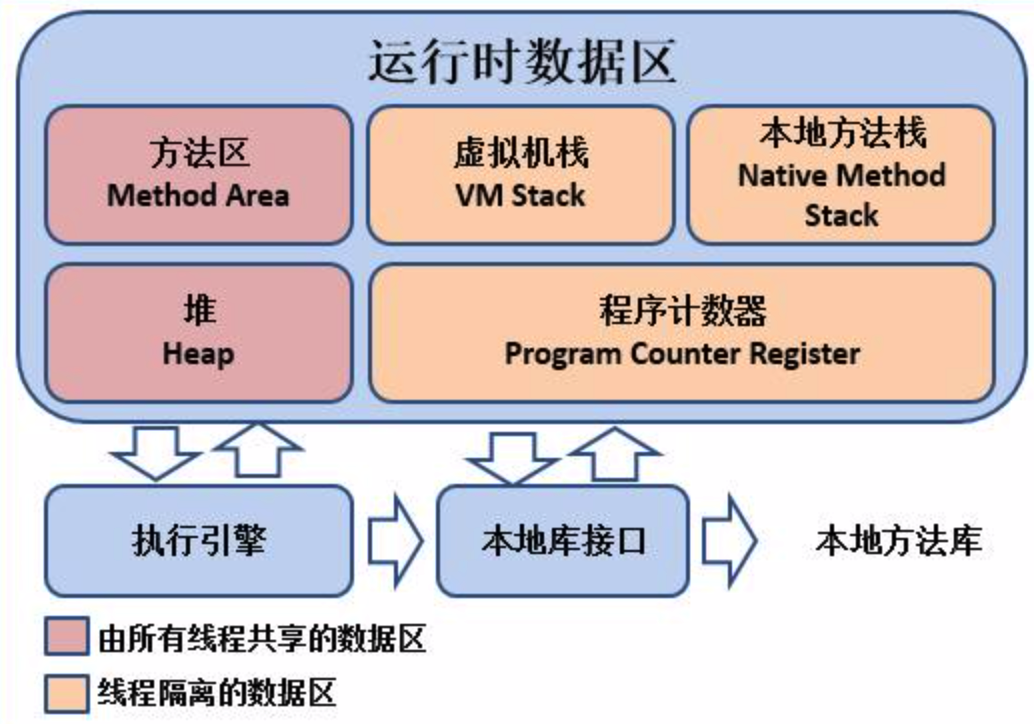 运行时数据区
方法区
Method Area
虚拟机栈
VM Stack
本地方法栈
Native Method
Stack
堆
Heap
程序计数器
Program Counter Register
执行引擎
本地库接口
本地方法库
由所有线程共享的数据区
线程隔离的数据区